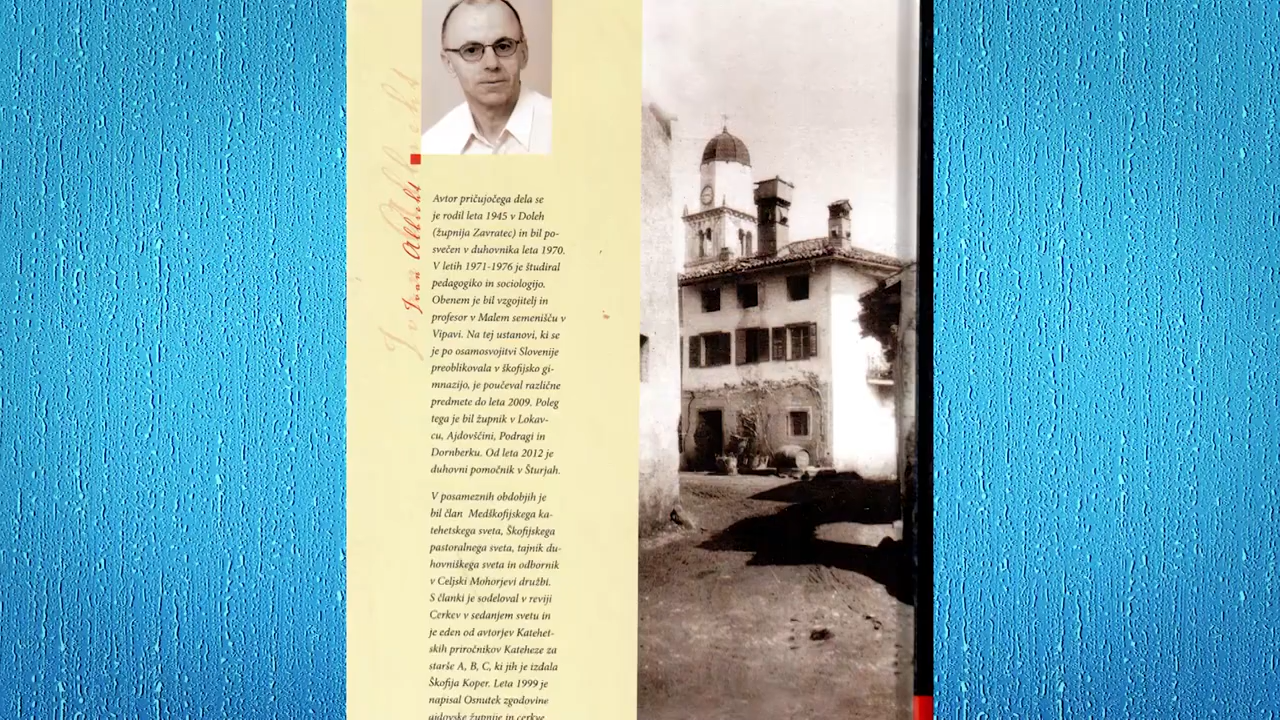 Ivan Albreht
Avtor pričujočega dela se
je rodil leta 1945 v Doleh
(župnija Zavratec) in bil po-
svečen v duhovnika leta 1970.
V letih 1971-1976 je študiral
pedagogiko in sociologijo.
Obenem je bil vzgojitelj in
profesor v Malem semenišču v
Vipavi. Na tej ustanovi, ki se
je po osamosvojitvi Slovenije
preoblikovala v škofijsko gi-
mnazijo, je poučeval različne
predmete do leta 2009. Poleg
tega je bil župnik v Lokav-
cu, Ajdovščini, Podragi in
Dornberku. Od leta 2012 je
duhovni pomočnik v Šturjah.
V posameznih obdobjih je
bil član Medškofijskega ka-
tehetskega sveta, Škofijskega
pastoralnega sveta, tajnik du-
hovniškega sveta in odbornik
v Celjski Mohorjevi družbi.
S članki je sodeloval v reviji
Cerkev v sedanjem svetu in
je eden od avtorjev Katehet-
skih priročnikov Kateheze za
starše A, B, C, ki jih je izdala
Škofija Koper. Leta 1999 je
napisal Osnutek zgodovine
ajdovske župnije in cerkve